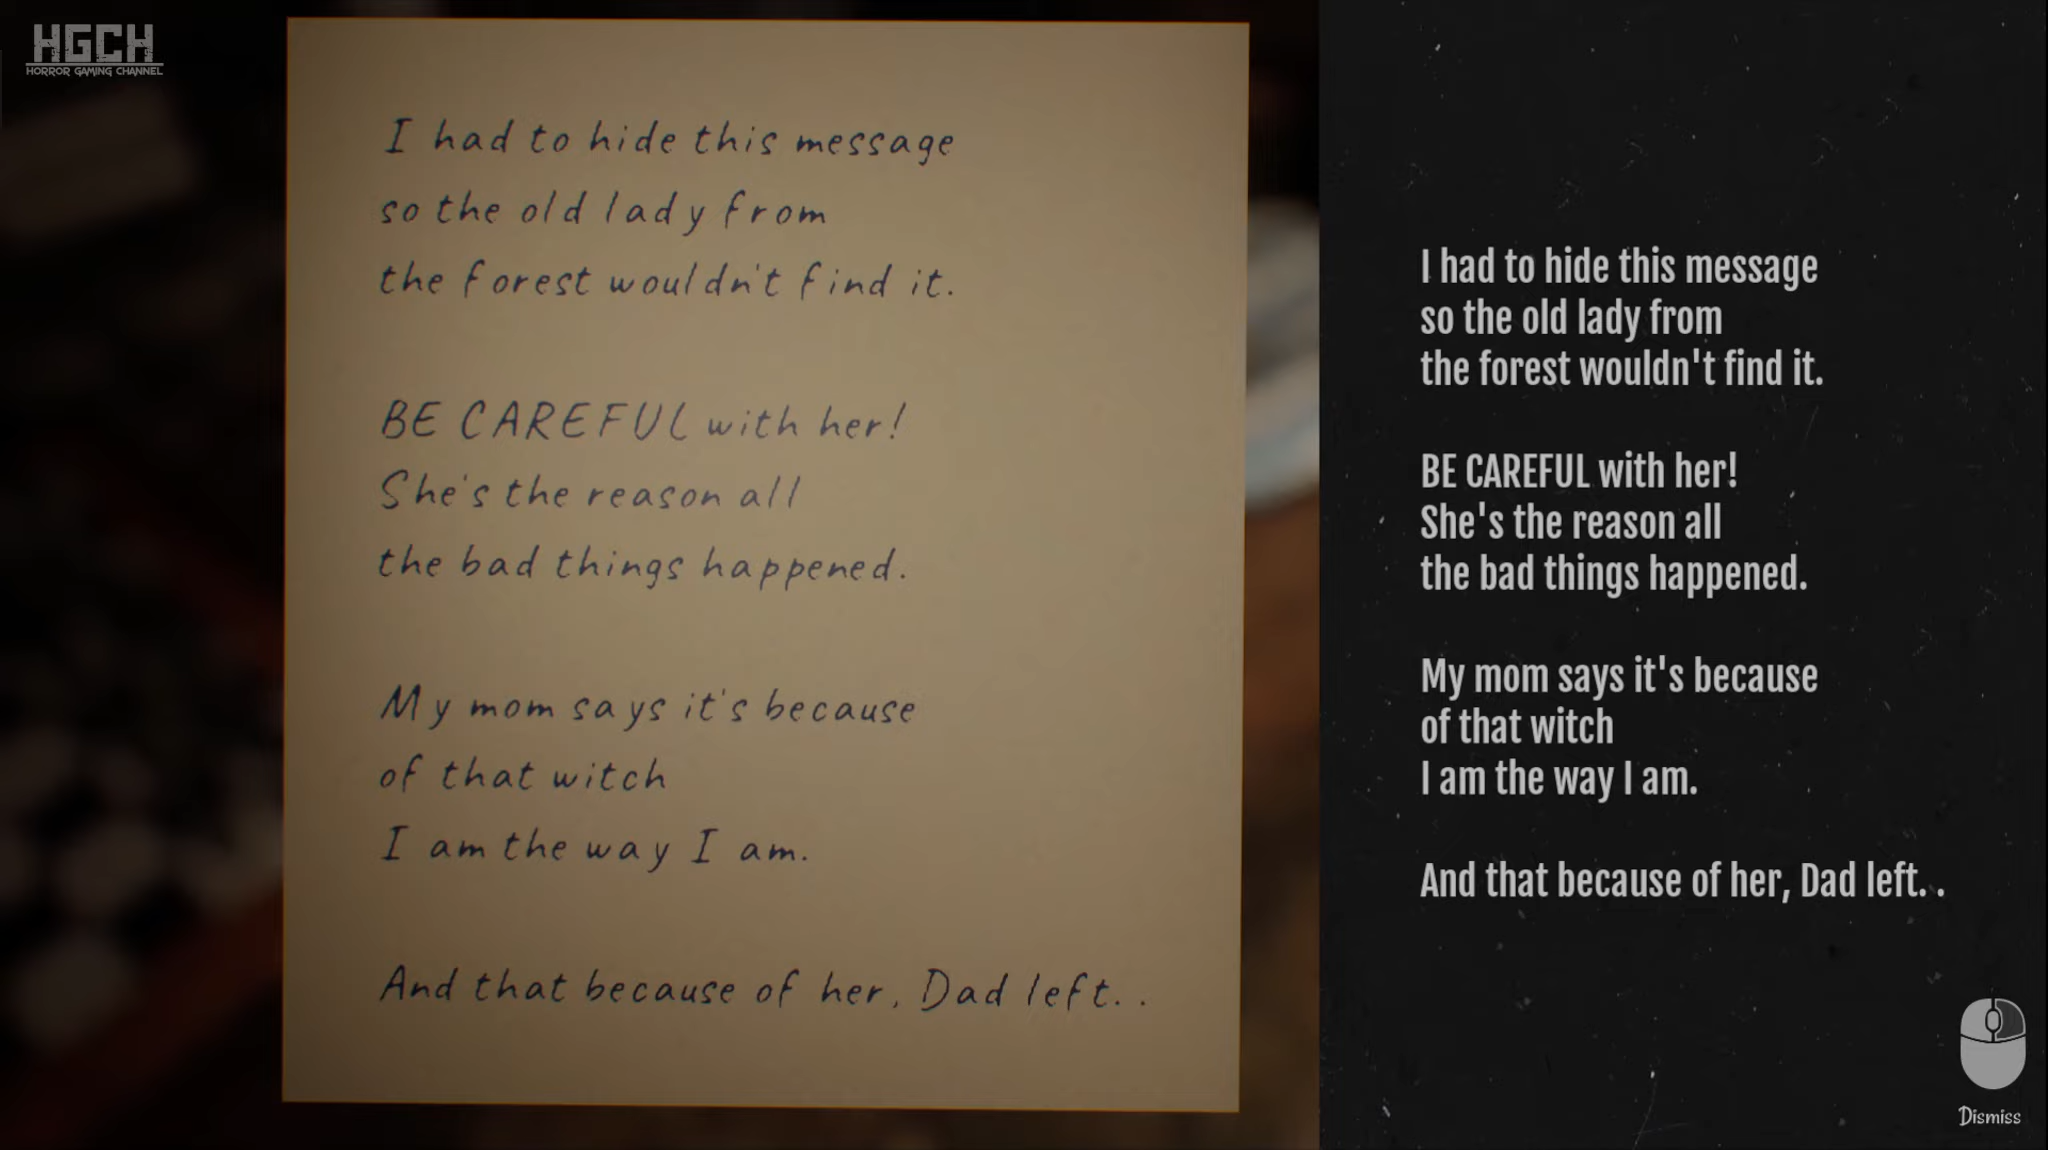 HGCH
HORROR GAMING CHANNEL
I had to hide this message
so the old lady from
the forest wouldn't find it.
BE CAREFUL with her!
She's the reason all
the bad things happened.
My mom says it's because
of that witch
I am the way I am.
And that because of her, Dad left. .
I had to hide this message
so the old lady from
the forest wouldn't find it.
BE CAREFUL with her!
She's the reason all
the bad things happened.
My mom says it's because
of that witch
I am the way I am.
And that because of her, Dad left. .
Dismiss